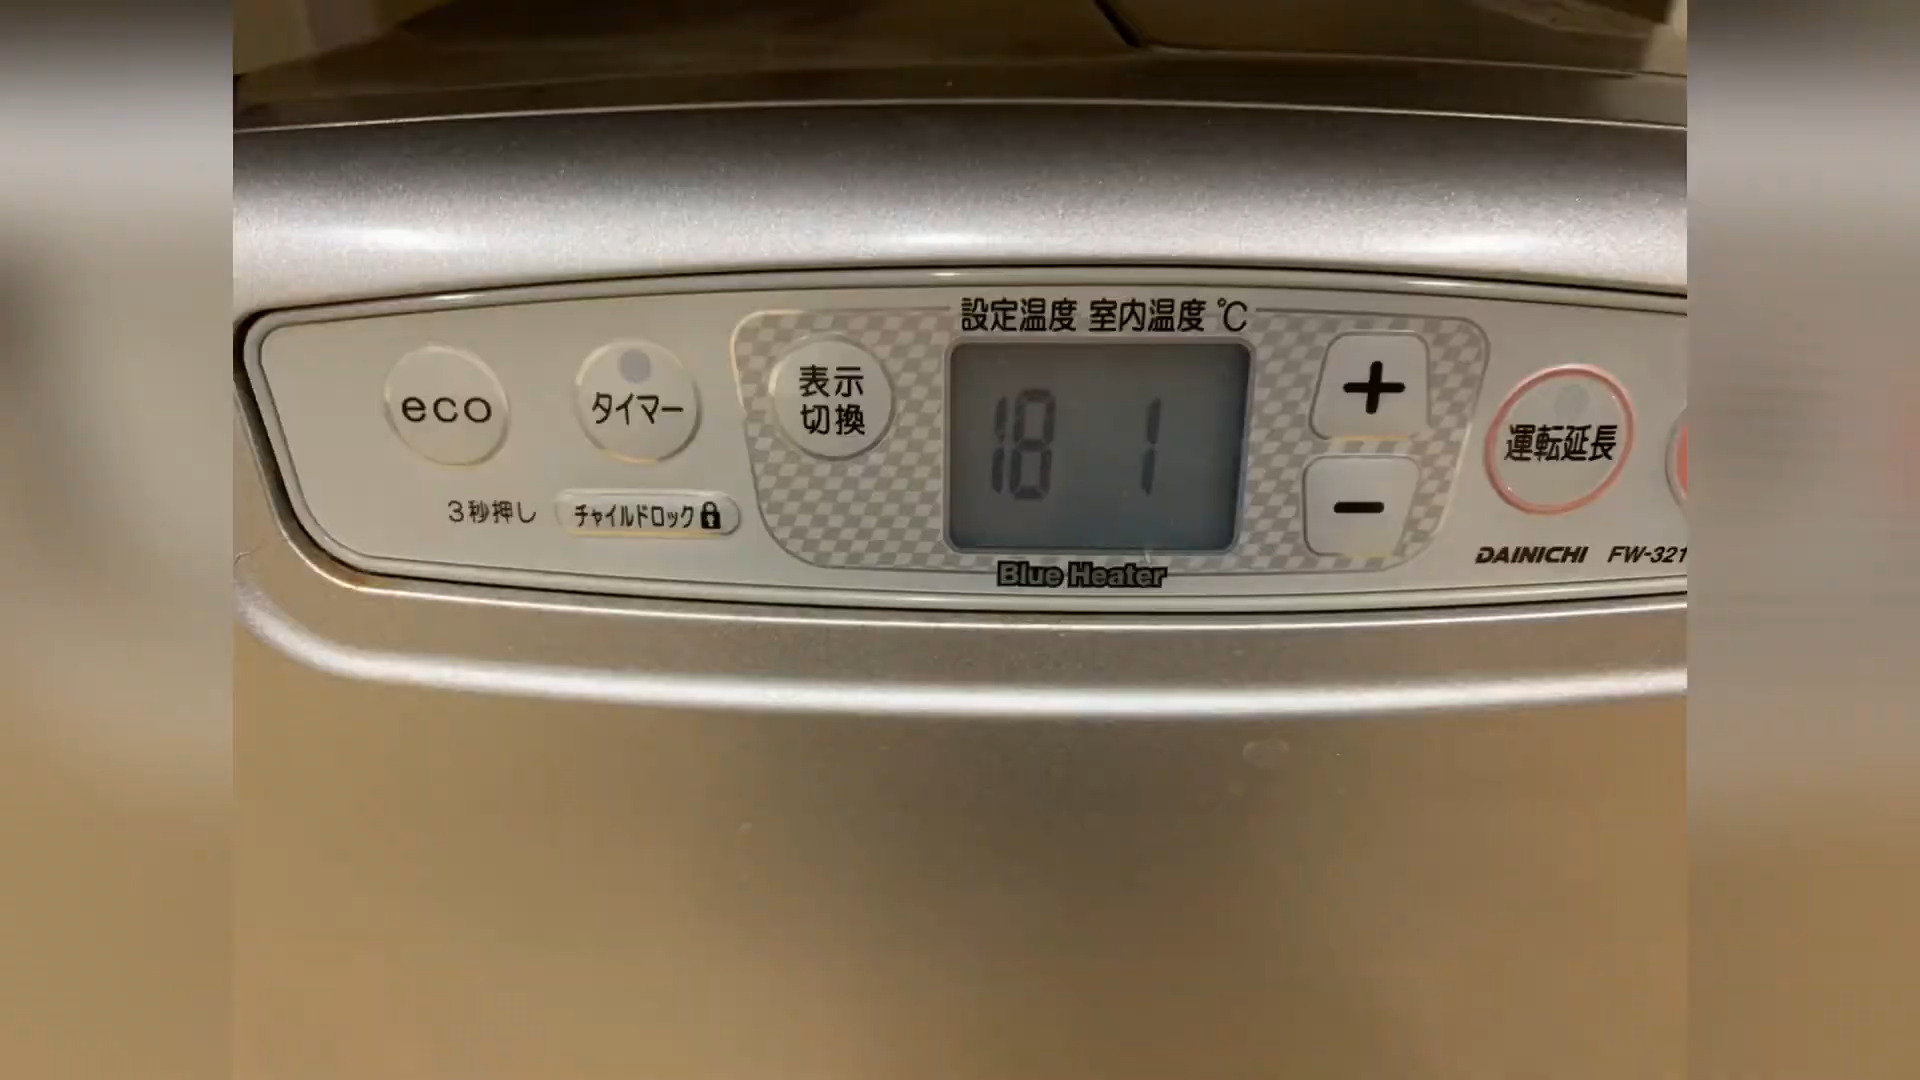 設定温度 室内温度 ℃
eco
タイマー
表示
切換
18 1
+
-
運転延長
3秒押し
チャイルドロック
DAINICHI FW-321
Blue Heater